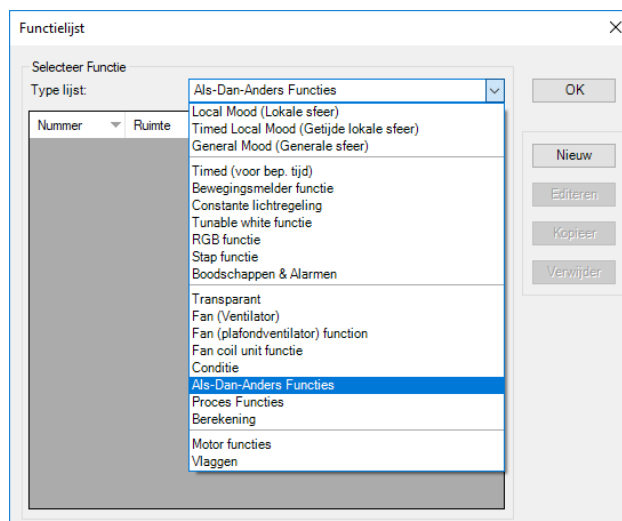 Functielijst
Selecteer Functie
Type lijst:
Als-Dan-Anders Functies
OK
Nummer
Ruimte
Local Mood (Lokale sfeer)
Timed Local Mood (Getijde lokale sfeer)
General Mood (Generale sfeer)
Timed (voor bep. tijd)
Bewegingsmelder functie
Constante lichtregeling
Tunable white functie
RGB functie
Stap functie
Boodschappen & Alarmen
Transparant
Fan (Ventilator)
Fan (plafondventilator) function
Fan coil unit functie
Conditie
Als-Dan-Anders Functies
Proces Functies
Berekening
Motor functies
Vlaggen
Nieuw
Editeren
Kopieer
Verwijder